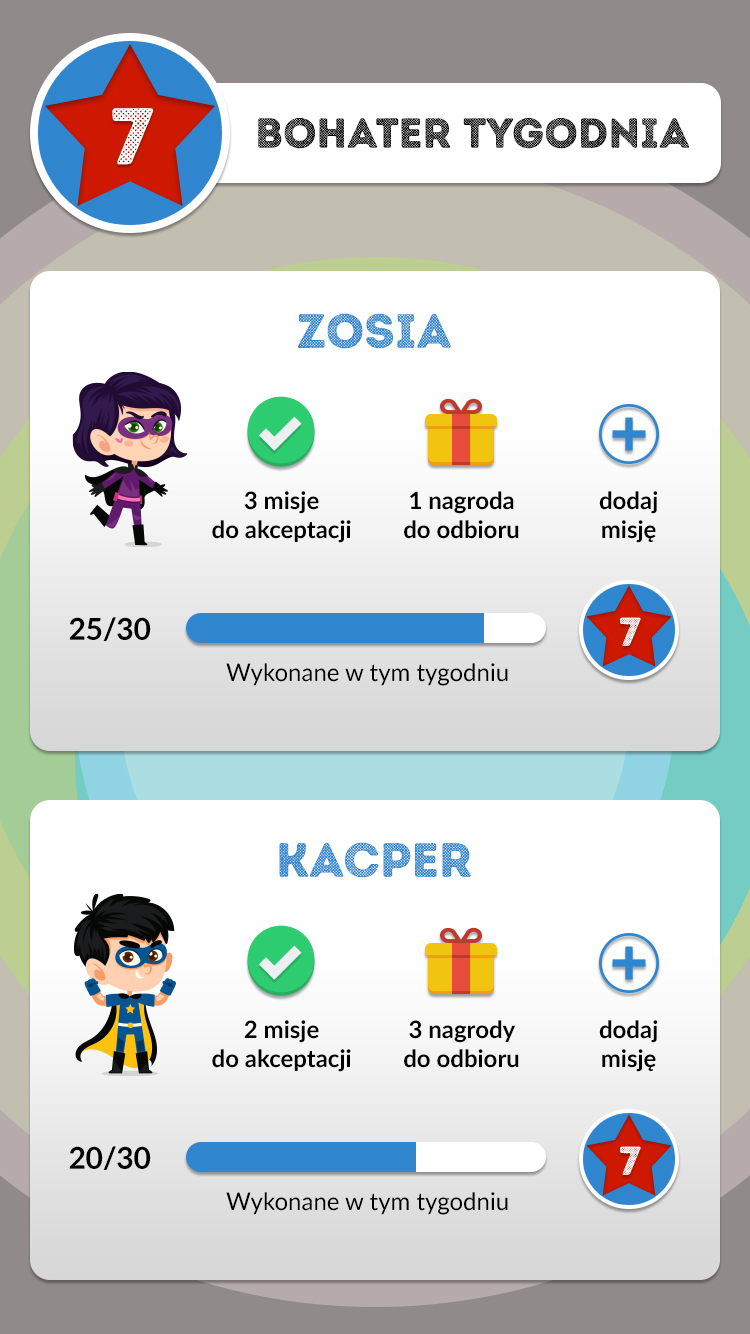 7
BOHATER TYGODNIA
ZOSIA
3 misje
do akceptacji
1 nagroda
do odbioru
dodaj
misję
25/30
7
Wykonane w tym tygodniu
KACPER
2 misje
do akceptacji
3 nagrody
do odbioru
dodaj
misję
20/30
7
Wykonane w tym tygodniu